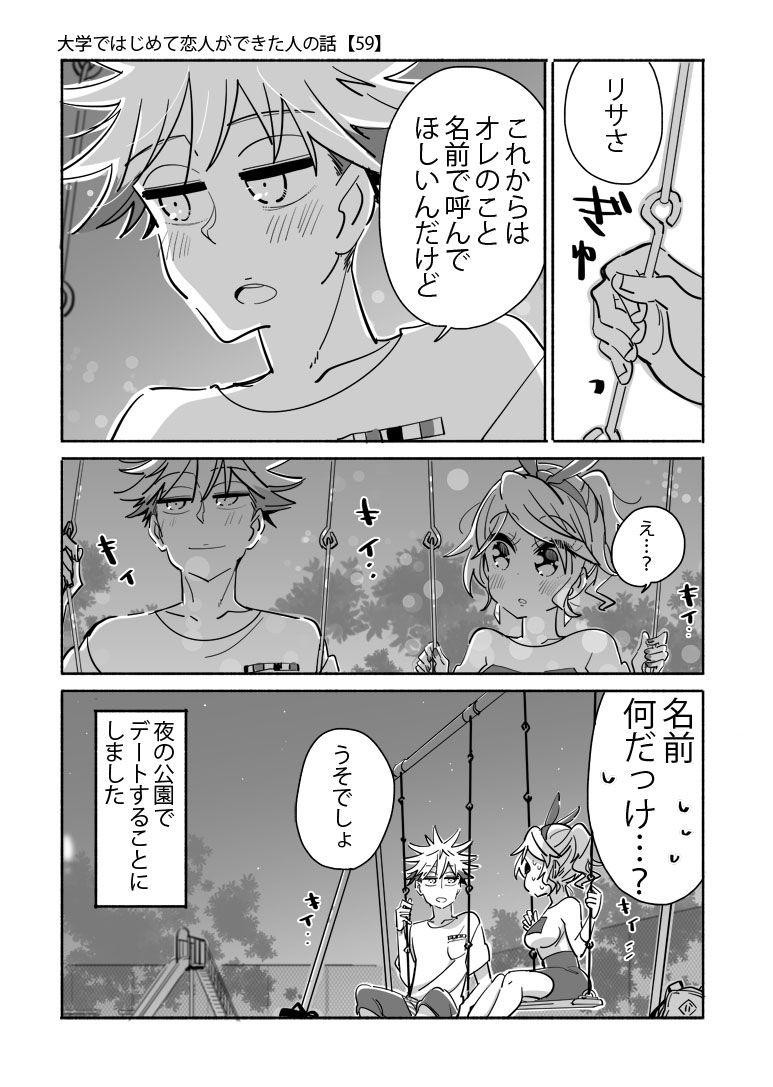 大学ではじめて恋人ができた人の話【59】
リサさ
ぎゅ
これからは
オレのこと
名前で呼んで
ほしいんだけど
え…?
キィ…
キィ…
キィ
名前
何だっけ…?
キィ…
うそでしょ
キィ…
夜の公園で
デートすることに
しました